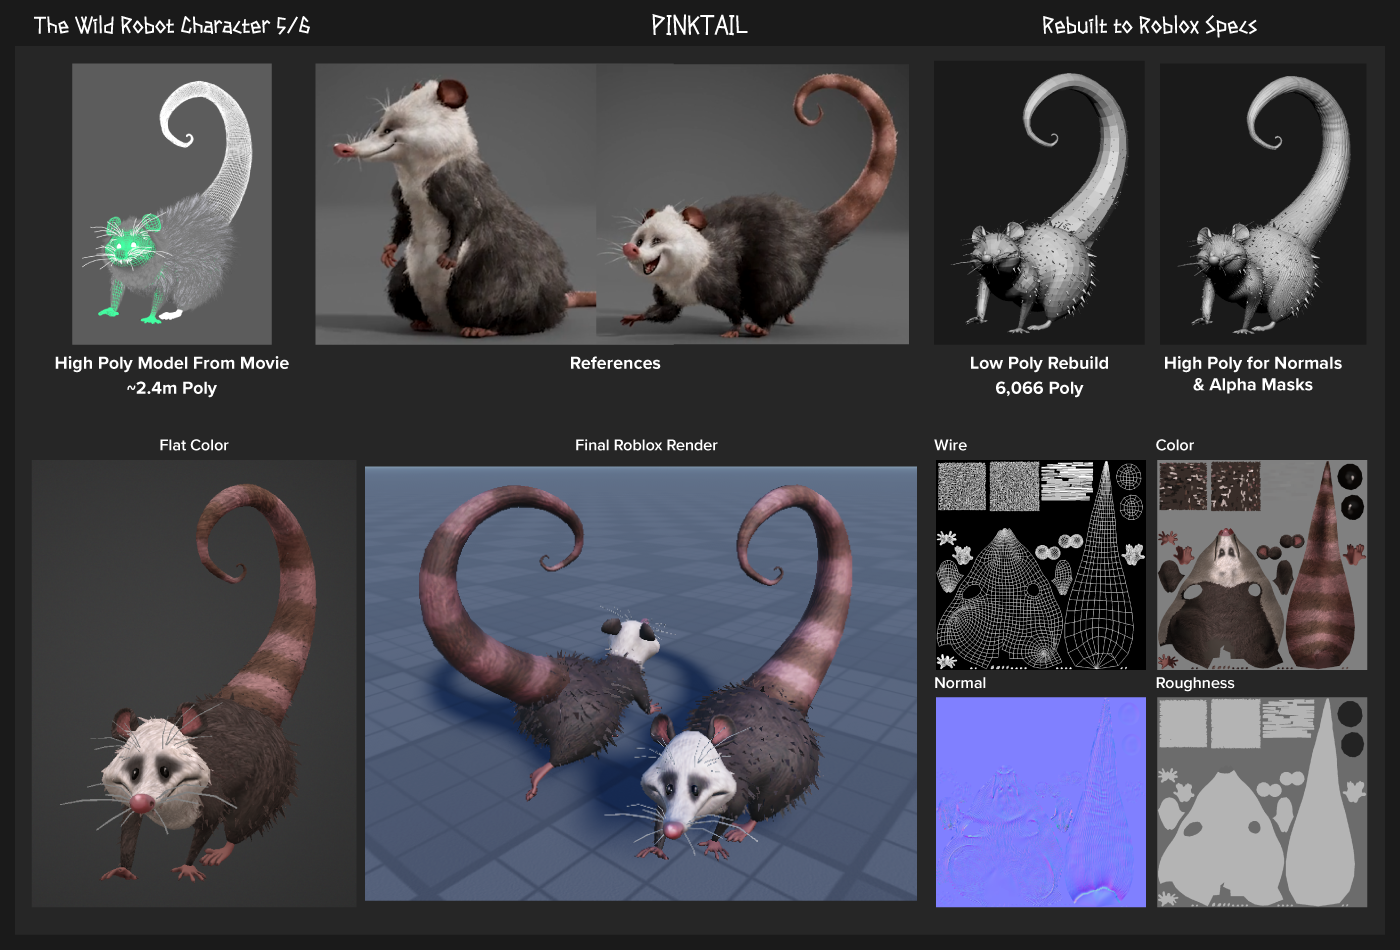 The Wild Robot Character 5/6
PINKTAIL
Rebuilt to Roblox Specs
High Poly Model From Movie
~2.4m Poly
References
Low Poly Rebuild
6,066 Poly
High Poly for Normals
& Alpha Masks
Flat Color
Final Roblox Render
Wire
Color
Normal
Roughness